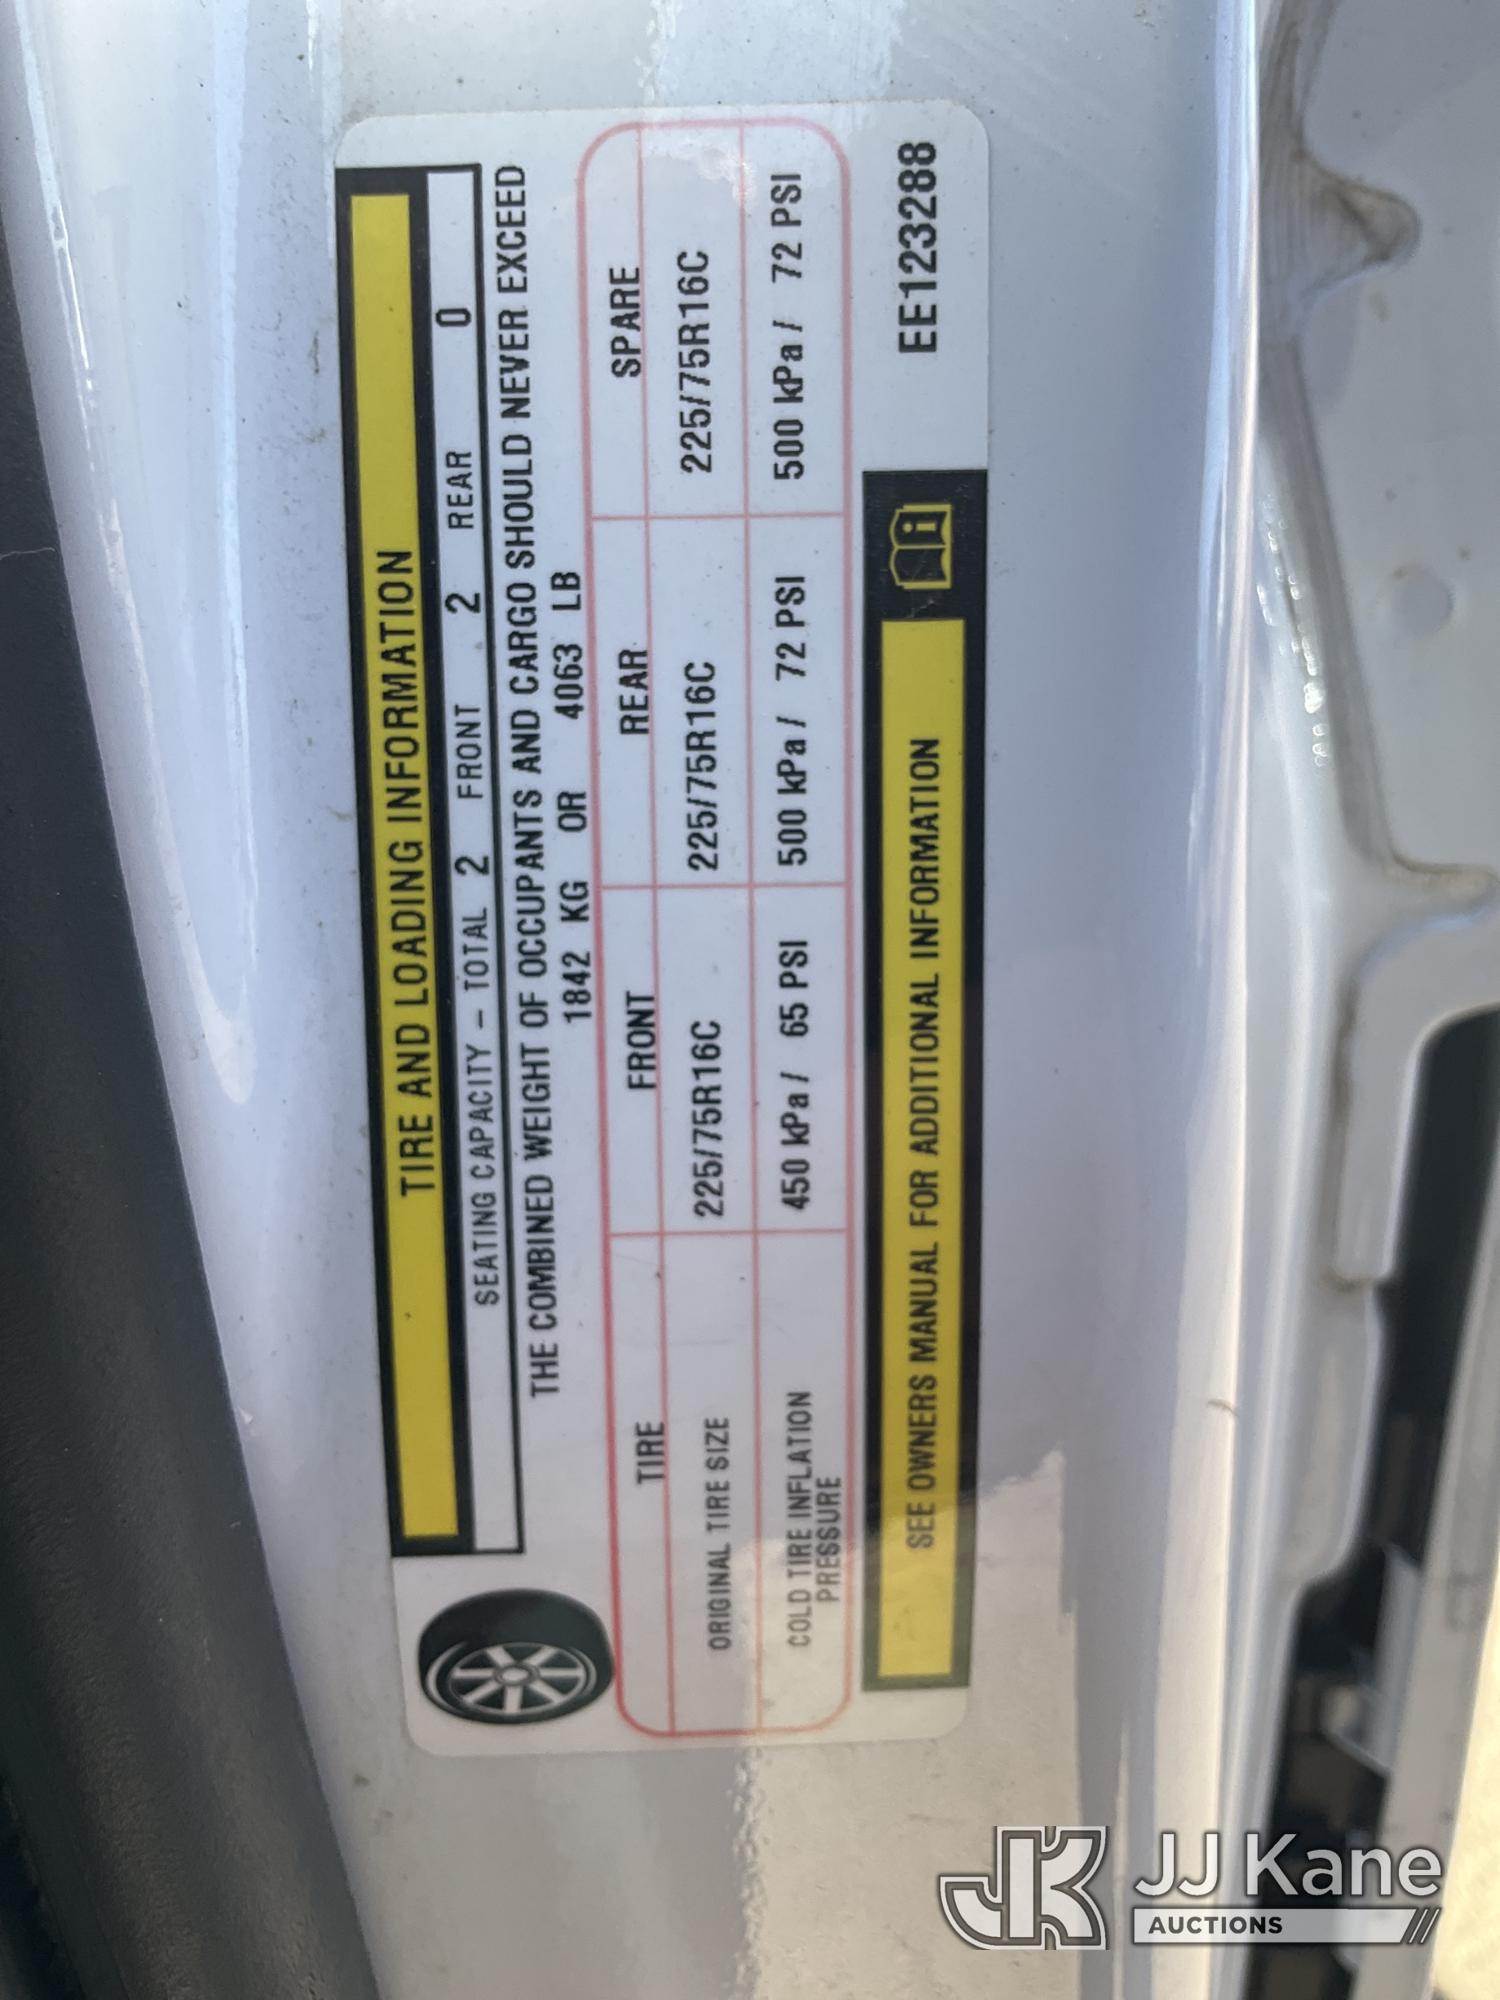 TIRE AND LOADING INFORMATION
SEATING CAPACITY - TOTAL 2 FRONT 2 REAR 0
THE COMBINED WEIGHT OF OCCUPANTS AND CARGO SHOULD NEVER EXCEED
1842 KG OR 4063 LB
TIRE FRONT REAR SPARE
ORIGINAL TIRE SIZE 225/75R16C 225/75R16C 225/75R16C
COLD TIRE INFLATION PRESSURE 450 kPa / 65 PSI 500 kPa / 72 PSI 500 kPa / 72 PSI
SEE OWNERS MANUAL FOR ADDITIONAL INFORMATION
EE123288
JK JJ Kane
AUCTIONS